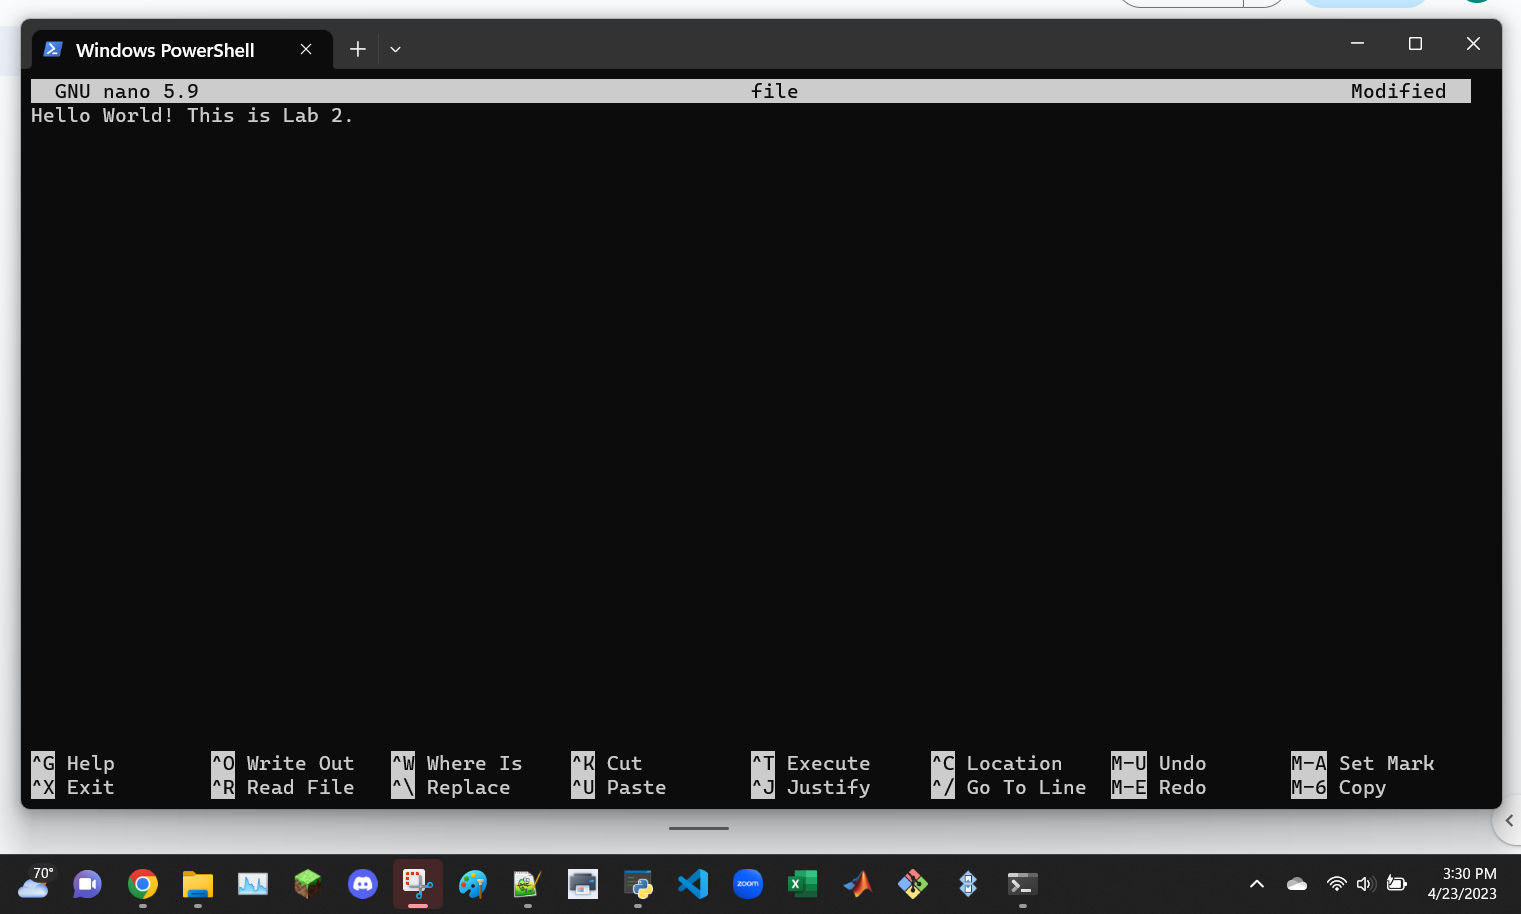 Windows PowerShell
GNU nano 5.9 file Modified
Hello World! This is Lab 2.
^G Help ^O Write Out ^W Where Is ^K Cut ^T Execute ^C Location M-U Undo M-A Set Mark
^X Exit ^R Read File ^\ Replace ^U Paste ^J Justify ^/ Go To Line M-E Redo M-6 Copy
70°
zoom
3:30 PM
4/23/2023